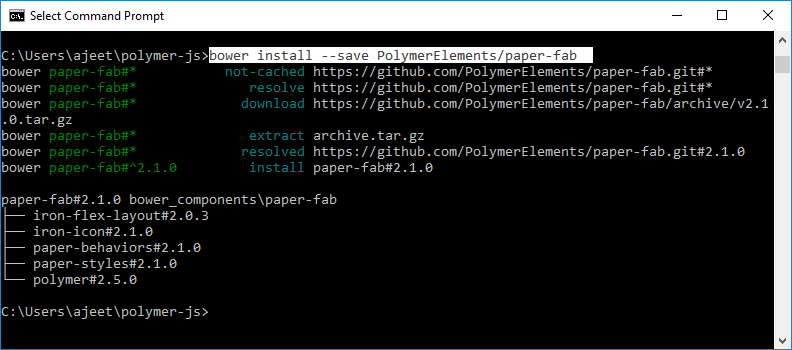 Select Command Prompt
C:\Users\ajeet\polymer-js>bower install --save PolymerElements/paper-fab
bower paper-fab#* not-cached https://github.com/PolymerElements/paper-fab.git#*
bower paper-fab#* resolve https://github.com/PolymerElements/paper-fab.git#*
bower paper-fab#* download https://github.com/PolymerElements/paper-fab/archive/v2.1
.0.tar.gz
bower paper-fab#* extract archive.tar.gz
bower paper-fab#* resolved https://github.com/PolymerElements/paper-fab.git#2.1.0
bower paper-fab#^2.1.0 install paper-fab#2.1.0
paper-fab#2.1.0 bower_components\paper-fab
├── iron-flex-layout#2.0.3
├── iron-icon#2.1.0
├── paper-behaviors#2.1.0
├── paper-styles#2.1.0
└── polymer#2.5.0
C:\Users\ajeet\polymer-js>